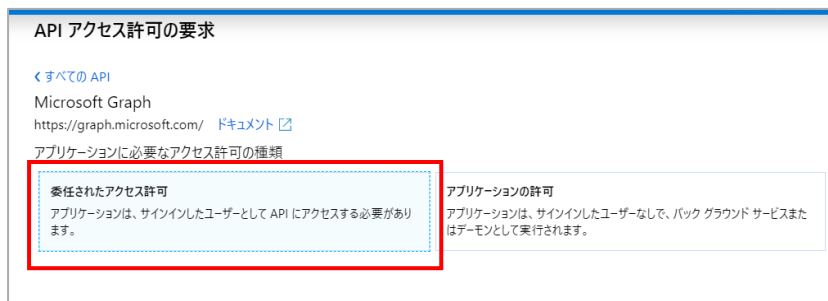 API アクセス許可の要求
すべての API
Microsoft Graph
https://graph.microsoft.com/ ドキュメント
アプリケーションに必要なアクセス許可の種類
委任されたアクセス許可
アプリケーションは、サインインしたユーザーとして API にアクセスする必要があり
ます。
アプリケーションの許可
アプリケーションは、サインインしたユーザーなしで、バック グラウンド サービスまた
はデーモンとして実行されます。